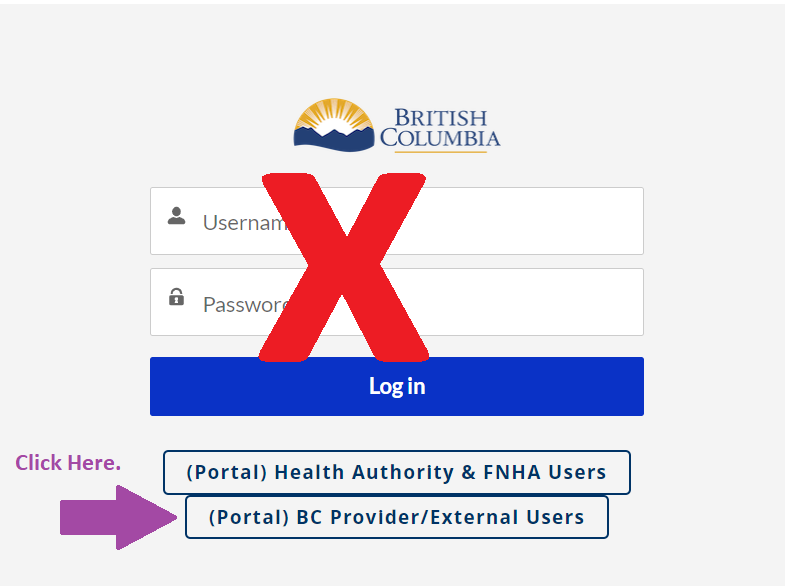 BRITISH
COLUMBIA
Usernam
Password
X
Log in
Click Here.
(Portal) Health Authority & FNHA Users
(Portal) BC Provider/External Users